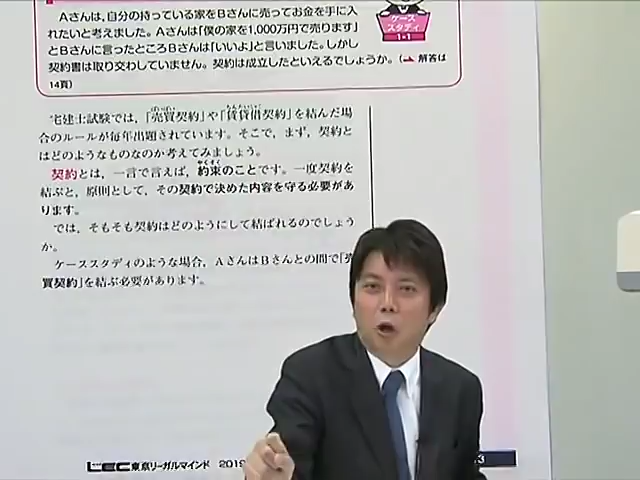 Aさんは、自分の持っている家をBさんに売ってお金を手に入
れたいと考えました。Aさんは「僕の家を1,000万円で売ります」
とBさんに言ったところBさんは「いいよ」と言いました。しかし
契約書は取り交わしていません。契約は成立したといえるでしょうか。(➡ 解答は
14頁)
ケース
スタディ
1-1
宅建士試験では、「売買契約」や「賃貸借契約」を結んだ場
合のルールが毎年出題されています。そこで、まず、契約と
はどのようなものなのか考えてみましょう。
契約とは、一言で言えば、約束のことです。一度契約を
結ぶと、原則として、その契約で決めた内容を守る必要があ
ります。
では、そもそも契約はどのようにして結ばれるのでしょう
か。
ケーススタディのような場合、AさんはBさんとの間で「売
買契約」を結ぶ必要があります。
LEC東京リーガルマインド 2019
3